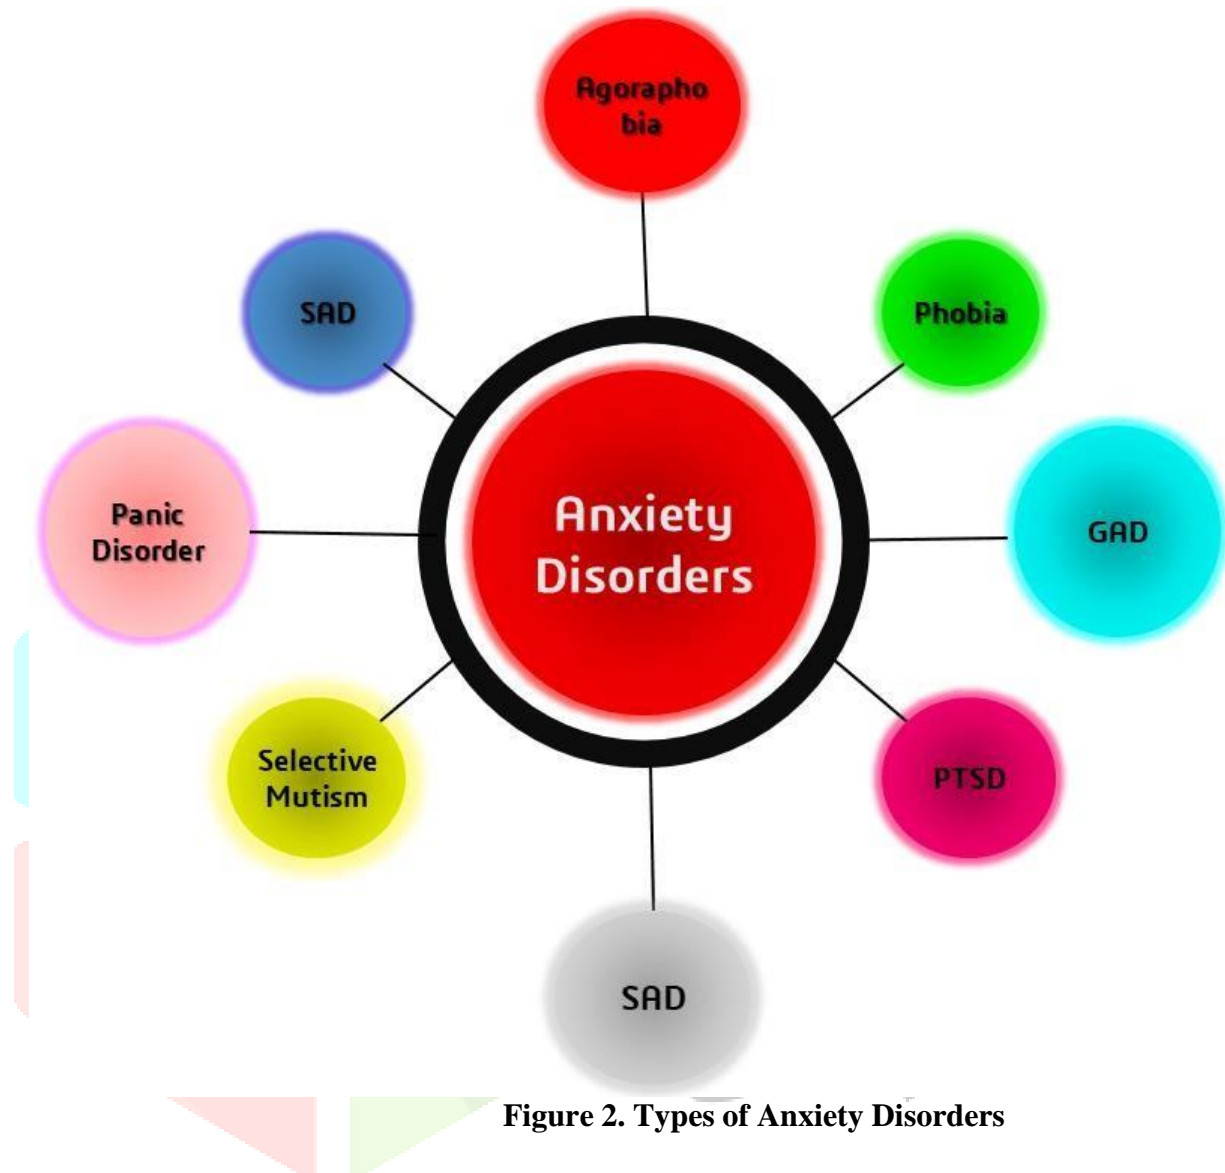 Agorapho
bia
SAD
Phobia
Panic
Disorder
Anxiety
Disorders
GAD
Selective
Mutism
PTSD
SAD
Figure 2. Types of Anxiety Disorders